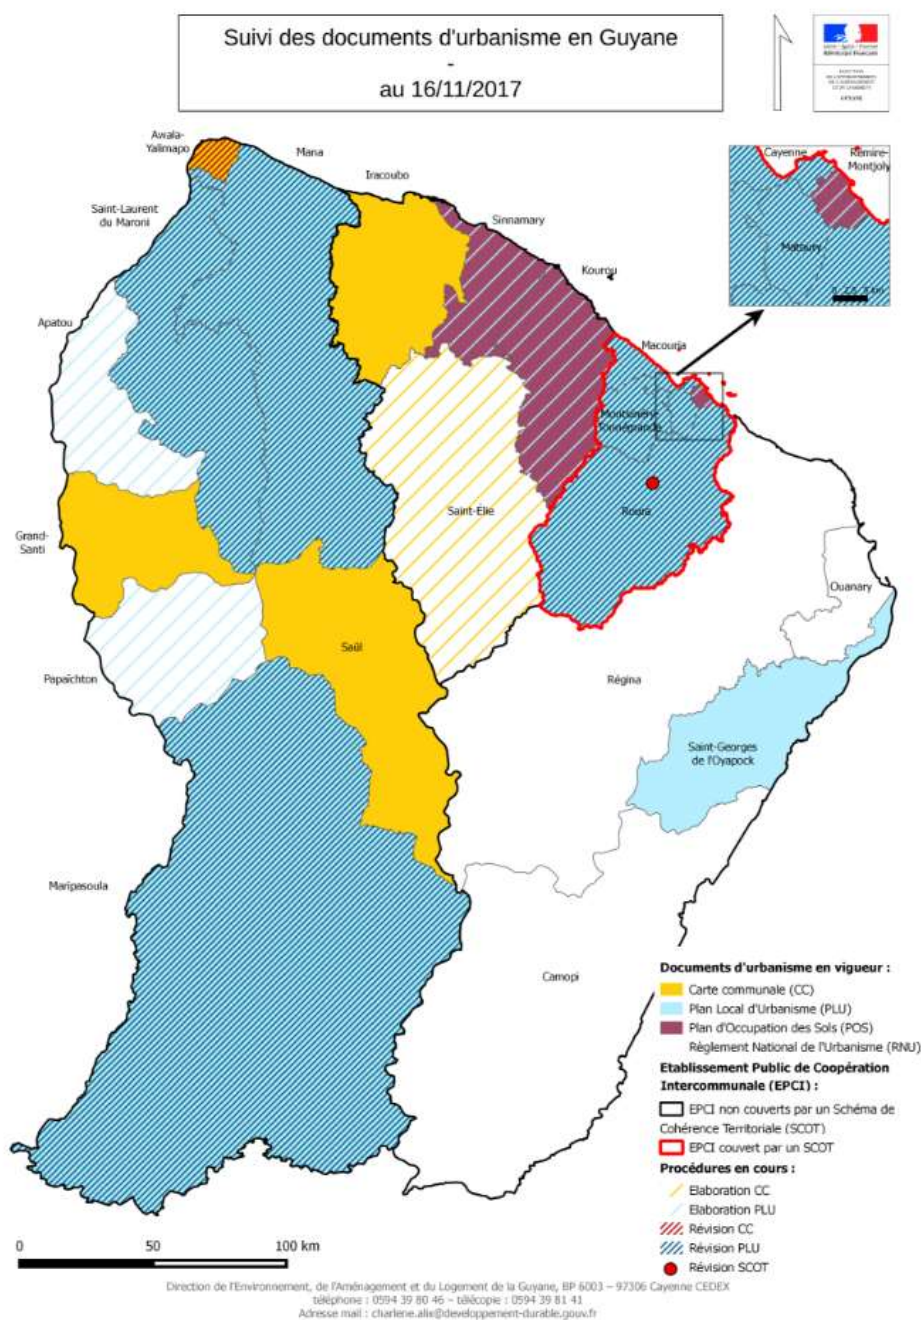 Suivi des documents d'urbanisme en Guyane
-
au 16/11/2017
Liberté • Égalité • Fraternité
RÉPUBLIQUE FRANÇAISE
GUYANE
Awala-
Yalimapo
Mana
Iracoubo
Saint-Laurent
du Maroni
Sinnamary
Kourou
Apatou
Macouria
Cayenne
Rémire-
Montjoly
Matoury
Montsinéry-
Tonnégrande
Saint-Elie
Roura
Grand-
Santi
Ouanary
Saül
Papaïchton
Régina
Saint-Georges
de l'Oyapock
Maripasoula
Camopi
Documents d'urbanisme en vigueur :
Carte communale (CC)
Plan Local d'Urbanisme (PLU)
Plan d'Occupation des Sols (POS)
Règlement National de l'Urbanisme (RNU)
Etablissement Public de Coopération
Intercommunale (EPCI) :
EPCI non couverts par un Schéma de
Cohérence Territoriale (SCOT)
EPCI couvert par un SCOT
Procédures en cours :
Elaboration CC
Elaboration PLU
Révision CC
Révision PLU
Révision SCOT
0 50 100 km
Direction de l'Environnement, de l'Aménagement et du Logement de la Guyane, BP 6003 – 97306 Cayenne CEDEX
téléphone : 0594 39 80 46 – télécopie : 0594 39 81 41
Adresse mail : charlene.alix@developpement-durable.gouv.fr